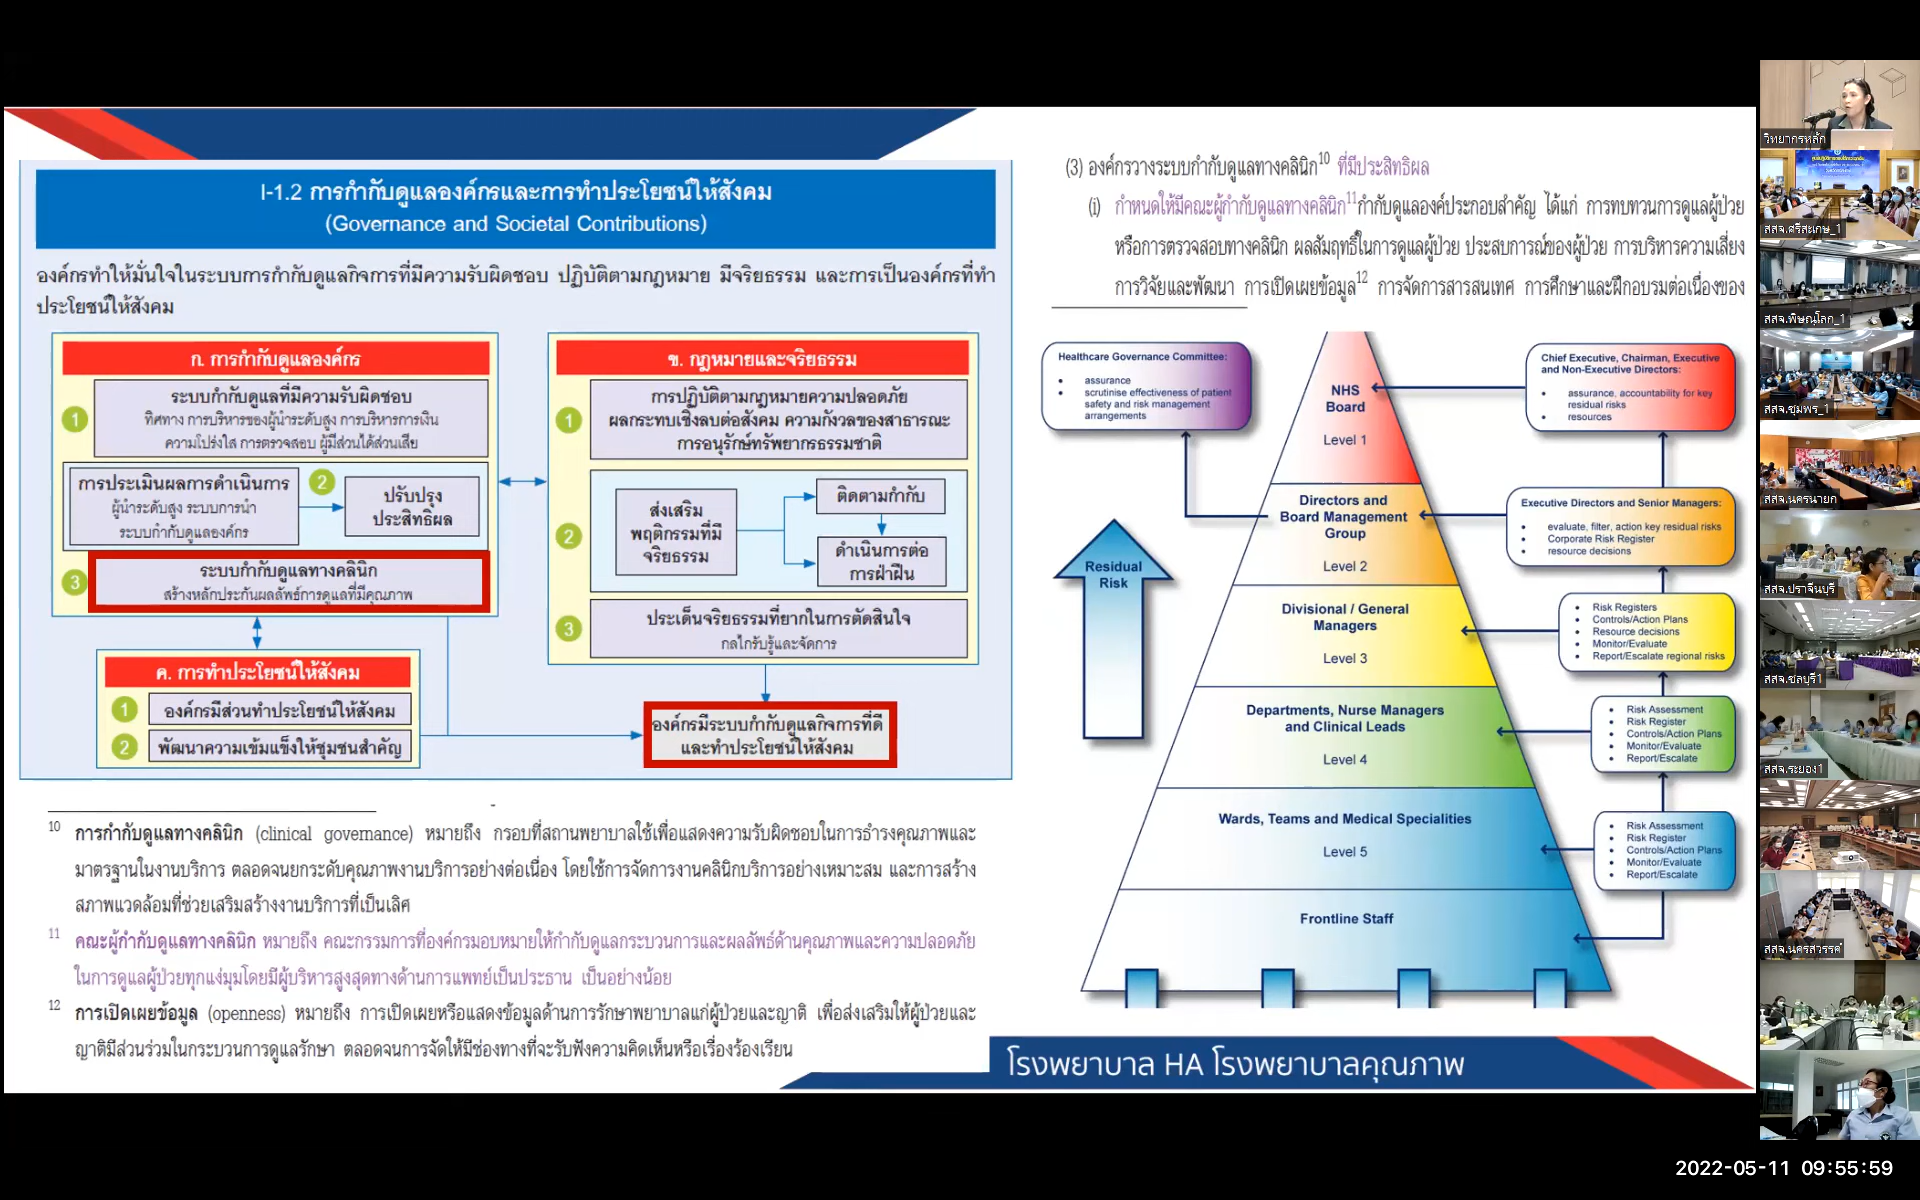 I-1.2 การกำกับดูแลองค์กรและการทำประโยชน์ให้สังคม
(Governance and Societal Contributions)
องค์กรทำให้มั่นใจในระบบการกำกับดูแลกิจการที่มีความรับผิดชอบ ปฏิบัติตามกฎหมาย มีจริยธรรม และการเป็นองค์กรที่ทำ
ประโยชน์ให้สังคม
ก. การกำกับดูแลองค์กร
1
ระบบกำกับดูแลที่มีความรับผิดชอบ
ทิศทาง การบริหารของผู้นำระดับสูง การบริหารการเงิน
ความโปร่งใส การตรวจสอบ ผู้มีส่วนได้ส่วนเสีย
การประเมินผลการดำเนินการ
ผู้นำระดับสูง ระบบการนำ
ระบบกำกับดูแลองค์กร
2
ปรับปรุง
ประสิทธิผล
3
ระบบกำกับดูแลทางคลินิก
สร้างหลักประกันผลลัพธ์การดูแลที่มีคุณภาพ
ข. กฎหมายและจริยธรรม
1
การปฏิบัติตามกฎหมายความปลอดภัย
ผลกระทบเชิงลบต่อสังคม ความกังวลของสาธารณะ
การอนุรักษ์ทรัพยากรธรรมชาติ
2
ส่งเสริม
พฤติกรรมที่มี
จริยธรรม
ติดตามกำกับ
ดำเนินการต่อ
การฝ่าฝืน
3
ประเด็นจริยธรรมที่ยากในการตัดสินใจ
กลไกรับรู้และจัดการ
ค. การทำประโยชน์ให้สังคม
1
องค์กรมีส่วนทำประโยชน์ให้สังคม
2
พัฒนาความเข้มแข็งให้ชุมชนสำคัญ
องค์กรมีระบบกำกับดูแลกิจการที่ดี
และทำประโยชน์ให้สังคม
10 การกำกับดูแลทางคลินิก (clinical governance) หมายถึง กรอบที่สถานพยาบาลใช้เพื่อแสดงความรับผิดชอบในการธำรงคุณภาพและ
มาตรฐานในงานบริการ ตลอดจนยกระดับคุณภาพงานบริการอย่างต่อเนื่อง โดยใช้การจัดการงานคลินิกบริการอย่างเหมาะสม และการสร้าง
สภาพแวดล้อมที่ช่วยเสริมสร้างงานบริการที่เป็นเลิศ
11 คณะผู้กำกับดูแลทางคลินิก หมายถึง คณะกรรมการที่องค์กรมอบหมายให้กำกับดูแลกระบวนการและผลลัพธ์ด้านคุณภาพและความปลอดภัย
ในการดูแลผู้ป่วยทุกแง่มุมโดยมีผู้บริหารสูงสุดทางด้านการแพทย์เป็นประธาน เป็นอย่างน้อย
12 การเปิดเผยข้อมูล (openness) หมายถึง การเปิดเผยหรือแสดงข้อมูลด้านการรักษาพยาบาลแก่ผู้ป่วยและญาติ เพื่อส่งเสริมให้ผู้ป่วยและ
ญาติมีส่วนร่วมในกระบวนการดูแลรักษา ตลอดจนการจัดให้มีช่องทางที่จะรับฟังความคิดเห็นหรือเรื่องร้องเรียน
(3) องค์กรวางระบบกำกับดูแลทางคลินิก10 ที่มีประสิทธิผล
(i) กำหนดให้มีคณะผู้กำกับดูแลทางคลินิก11กำกับดูแลองค์ประกอบสำคัญ ได้แก่ การทบทวนการดูแลผู้ป่วย
หรือการตรวจสอบทางคลินิก ผลสัมฤทธิ์ในการดูแลผู้ป่วย ประสบการณ์ของผู้ป่วย การบริหารความเสี่ยง
การวิจัยและพัฒนา การเปิดเผยข้อมูล12 การจัดการสารสนเทศ การศึกษาและฝึกอบรมต่อเนื่องของ
Healthcare Governance Committee:
• assurance
• scrutinise effectiveness of patient
safety and risk management
arrangements
NHS
Board
Level 1
Chief Executive, Chairman, Executive
and Non-Executive Directors:
• assurance, accountability for key
residual risks
• resources
Directors and
Board Management
Group
Level 2
Executive Directors and Senior Managers:
• evaluate, filter, action key residual risks
• Corporate Risk Register
• resource decisions
Residual
Risk
Divisional / General
Managers
Level 3
• Risk Registers
• Controls/Action Plans
• Resource decisions
• Monitor/Evaluate
• Report/Escalate regional risks
Departments, Nurse Managers
and Clinical Leads
Level 4
• Risk Assessment
• Risk Register
• Controls/Action Plans
• Monitor/Evaluate
• Report/Escalate
Wards, Teams and Medical Specialities
Level 5
• Risk Assessment
• Risk Register
• Controls/Action Plans
• Monitor/Evaluate
• Report/Escalate
Frontline Staff
โรงพยาบาล HA โรงพยาบาลคุณภาพ
วิทยากรหลัก
สสจ.ศรีสะเกษ_1
สสจ.พิษณุโลก_1
สสจ.ชุมพร_1
สสจ.นครนายก
สสจ.ปราจีนบุรี
สสจ.ชลบุรี1
สสจ.ระยอง1
สสจ.นครสวรรค์
2022-05-11 09:55:59